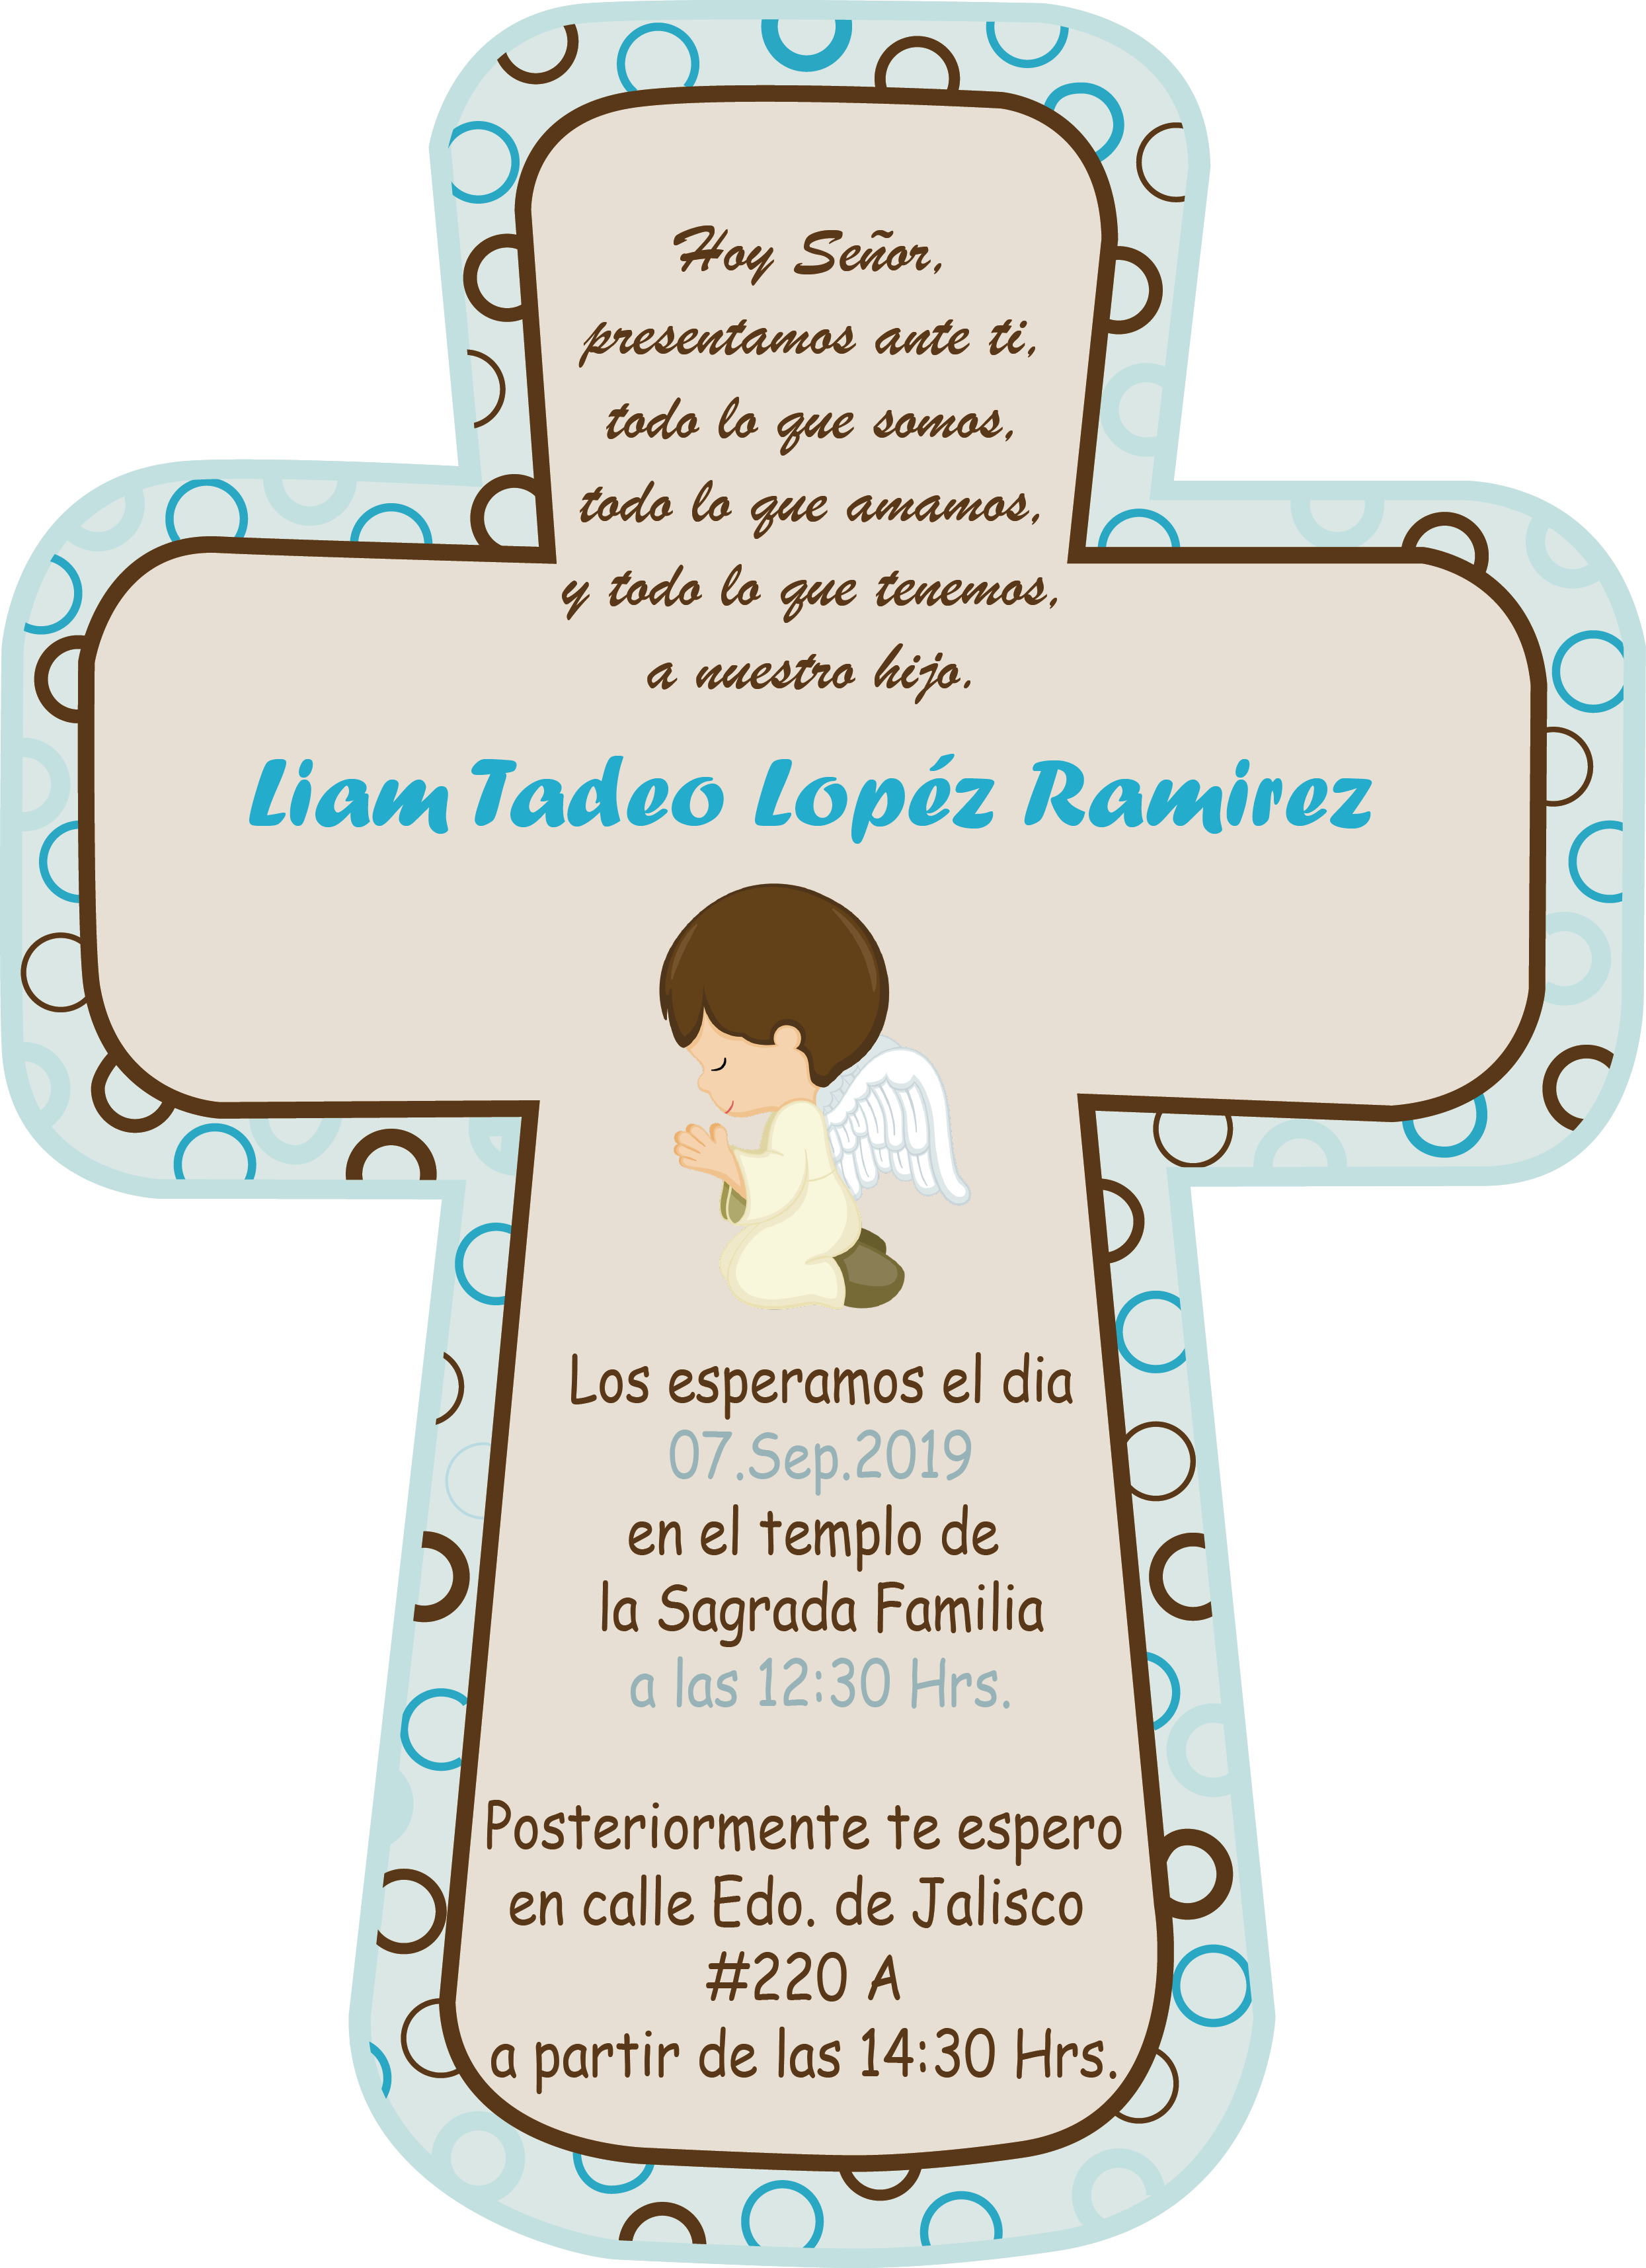 Hoy Señor,
presentamos ante ti,
todo lo que somos,
todo lo que amamos,
y todo lo que tenemos,
a nuestro hijo.
Liam Tadeo Lopéz Ramirez
Los esperamos el dia
07.Sep.2019
en el templo de
la Sagrada Familia
a las 12:30 Hrs.
Posteriormente te espero
en calle Edo. de Jalisco
#220 A
a partir de las 14:30 Hrs.